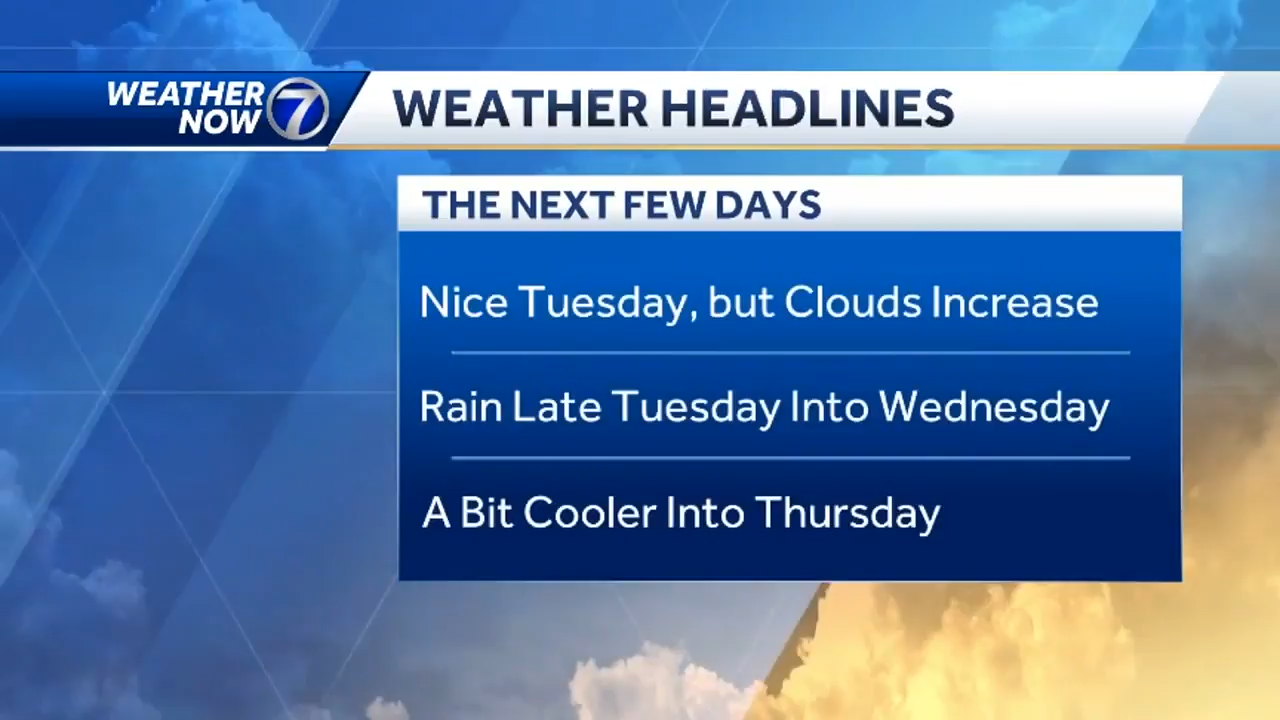 WEATHER
NOW 7
WEATHER HEADLINES
THE NEXT FEW DAYS
Nice Tuesday, but Clouds Increase
Rain Late Tuesday Into Wednesday
A Bit Cooler Into Thursday